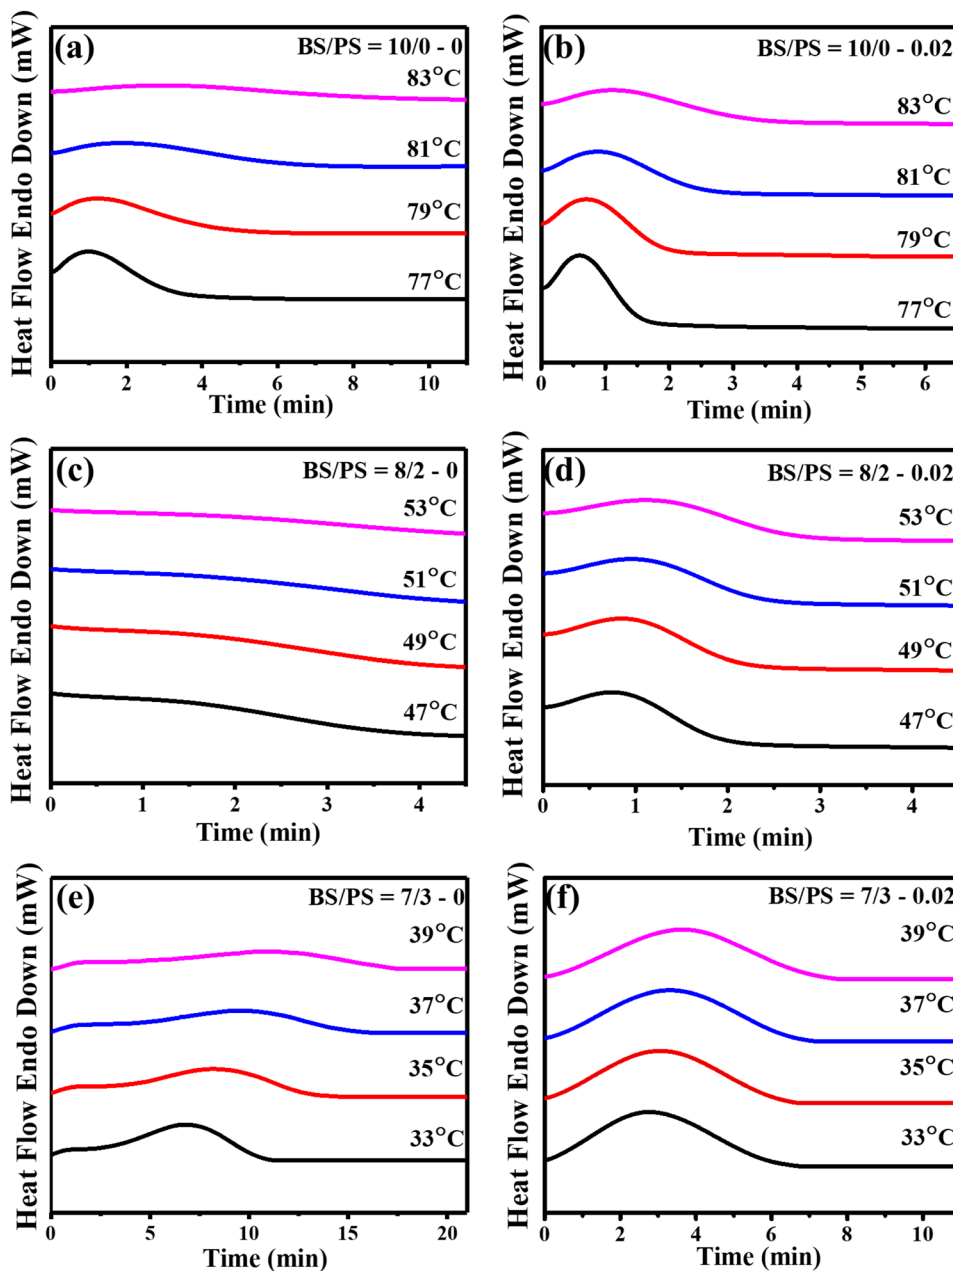 (a)
BS/PS = 10/0 - 0
83°C
81°C
79°C
77°C
Heat Flow Endo Down (mW)
0 2 4 6 8 10
Time (min)
(b)
BS/PS = 10/0 - 0.02
83°C
81°C
79°C
77°C
Heat Flow Endo Down (mW)
0 1 2 3 4 5 6
Time (min)
(c)
BS/PS = 8/2 - 0
53°C
51°C
49°C
47°C
Heat Flow Endo Down (mW)
0 1 2 3 4
Time (min)
(d)
BS/PS = 8/2 - 0.02
53°C
51°C
49°C
47°C
Heat Flow Endo Down (mW)
0 1 2 3 4
Time (min)
(e)
BS/PS = 7/3 - 0
39°C
37°C
35°C
33°C
Heat Flow Endo Down (mW)
0 5 10 15 20
Time (min)
(f)
BS/PS = 7/3 - 0.02
39°C
37°C
35°C
33°C
Heat Flow Endo Down (mW)
0 2 4 6 8 10
Time (min)